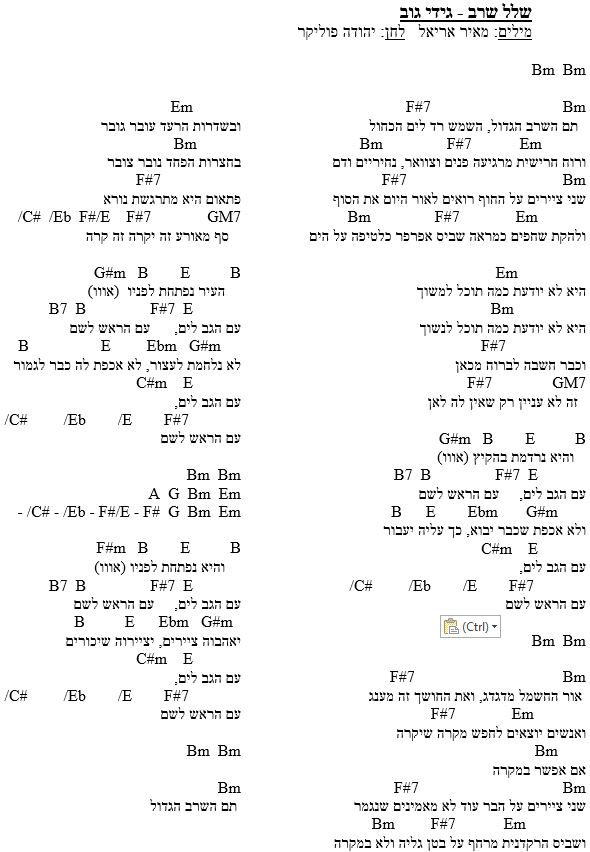 שלל שרב - גידי גוב
מילים: מאיר אריאל לחן: יהודה פוליקר
Bm Bm
F#7 Bm
תם השרב הגדול, השמש רד לים הכחול
Bm F#7 Em
ורוח חרישית מרגיעה פנים וצוואר, נחיריים ודם
F#7 Bm
שני ציירים על החוף רואים לאור היום את הסוף
Bm F#7 Em
ולהקת שחפים כמראה שביס אפרפר כלטיפה על הים
Em
היא לא יודעת כמה תוכל למשוך
Bm
היא לא יודעת כמה תוכל לנשוך
F#7
וכבר חשבה לברוח מכאן
F#7 GM7
זה לא עניין רק שאין לה לאן
G#m B E B
והיא נרדמת בהקיץ (אווו)
B7 B F#7 E
עם הגב לים, עם הראש לשם
B E Ebm G#m
ולא אכפת שכבר יבוא, כך עליה יעבור
C#m E
עם הגב לים,
/C# /Eb /E F#7
עם הראש לשם
(Ctrl)
Bm Bm
F#7 Bm
אור החשמל מדגדג, ואת החושך זה מענג
F#7 Em
ואנשים יוצאים לחפש מקרה שיקרה
Bm
אם אפשר במקרה
F#7 Bm
שני ציירים על הבר עוד לא מאמינים שנגמר
Bm F#7 Em
ושביס הרקדנית מרחף על בטן גליה ולא במקרה
Em
ובשדרות הרעד עובר גובר
Bm
בחצרות הפחד נובר צובר
F#7
פתאום היא מתרגשת נורא
/C# /Eb F#/E F#7 GM7
סף מאורע זה יקרה זה קרה
G#m B E B
העיר נפתחת לפניו (אווו)
B7 B F#7 E
עם הגב לים, עם הראש לשם
B E Ebm G#m
לא נלחמת לעצור, לא אכפת לה כבר לגמור
C#m E
עם הגב לים,
/C# /Eb /E F#7
עם הראש לשם
Bm Bm
A G Bm Em
- /C# - /Eb - F#/E - F# G Bm Em
F#m B E B
והיא נפתחת לפניו (אווו)
B7 B F#7 E
עם הגב לים, עם הראש לשם
B E Ebm G#m
יאהבוה ציירים, יציירוה שיכורים
C#m E
עם הגב לים,
/C# /Eb /E F#7
עם הראש לשם
Bm Bm
Bm
תם השרב הגדול